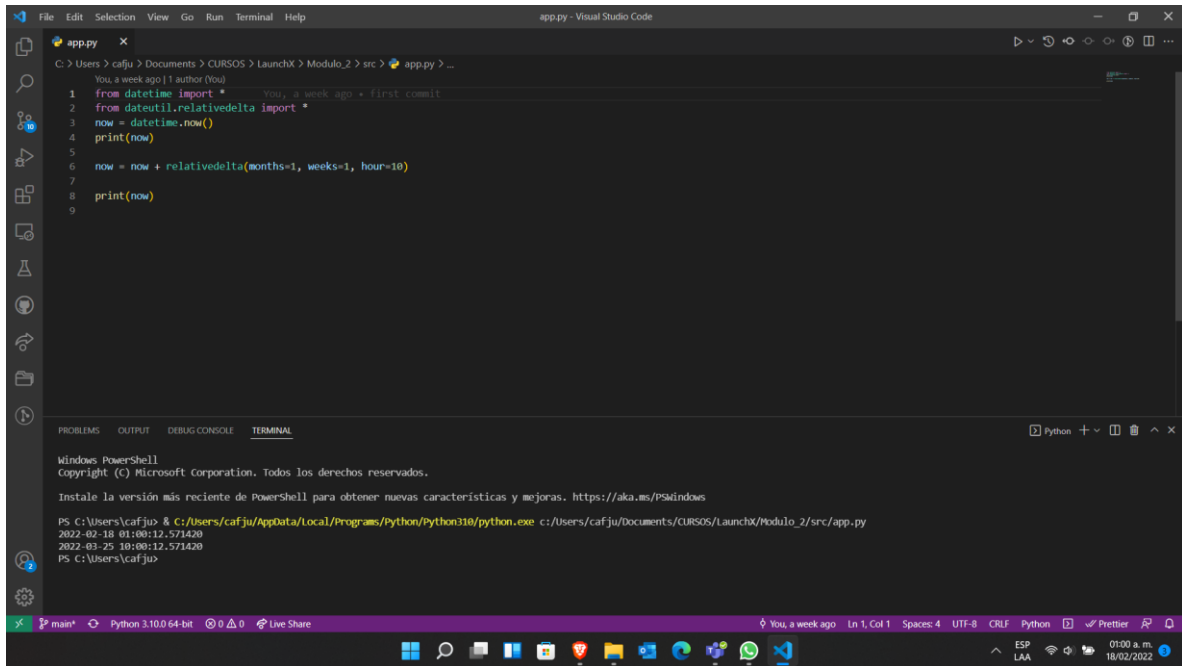 File Edit Selection View Go Run Terminal Help app.py - Visual Studio Code
app.py
C: > Users > cafju > Documents > CURSOS > LaunchX > Modulo_2 > src > app.py > ...
You, a week ago | 1 author (You)
1 from datetime import * You, a week ago • first commit
2 from dateutil.relativedelta import *
3 now = datetime.now()
4 print(now)
5
6 now = now + relativedelta(months=1, weeks=1, hour=10)
7
8 print(now)
9
10
PROBLEMS OUTPUT DEBUG CONSOLE TERMINAL Python
Windows PowerShell
Copyright (C) Microsoft Corporation. Todos los derechos reservados.
Instale la versión más reciente de PowerShell para obtener nuevas características y mejoras. https://aka.ms/PSWindows
PS C:\Users\cafju> & C:/Users/cafju/AppData/Local/Programs/Python/Python310/python.exe c:/Users/cafju/Documents/CURSOS/LaunchX/Modulo_2/src/app.py
2022-02-18 01:00:12.571420
2022-03-25 10:00:12.571420
PS C:\Users\cafju>
2
main* Python 3.10.0 64-bit 0 0 Live Share You, a week ago Ln 1, Col 1 Spaces: 4 UTF-8 CRLF Python Prettier
ESP 01:00 a. m.
LAA 18/02/2022 3